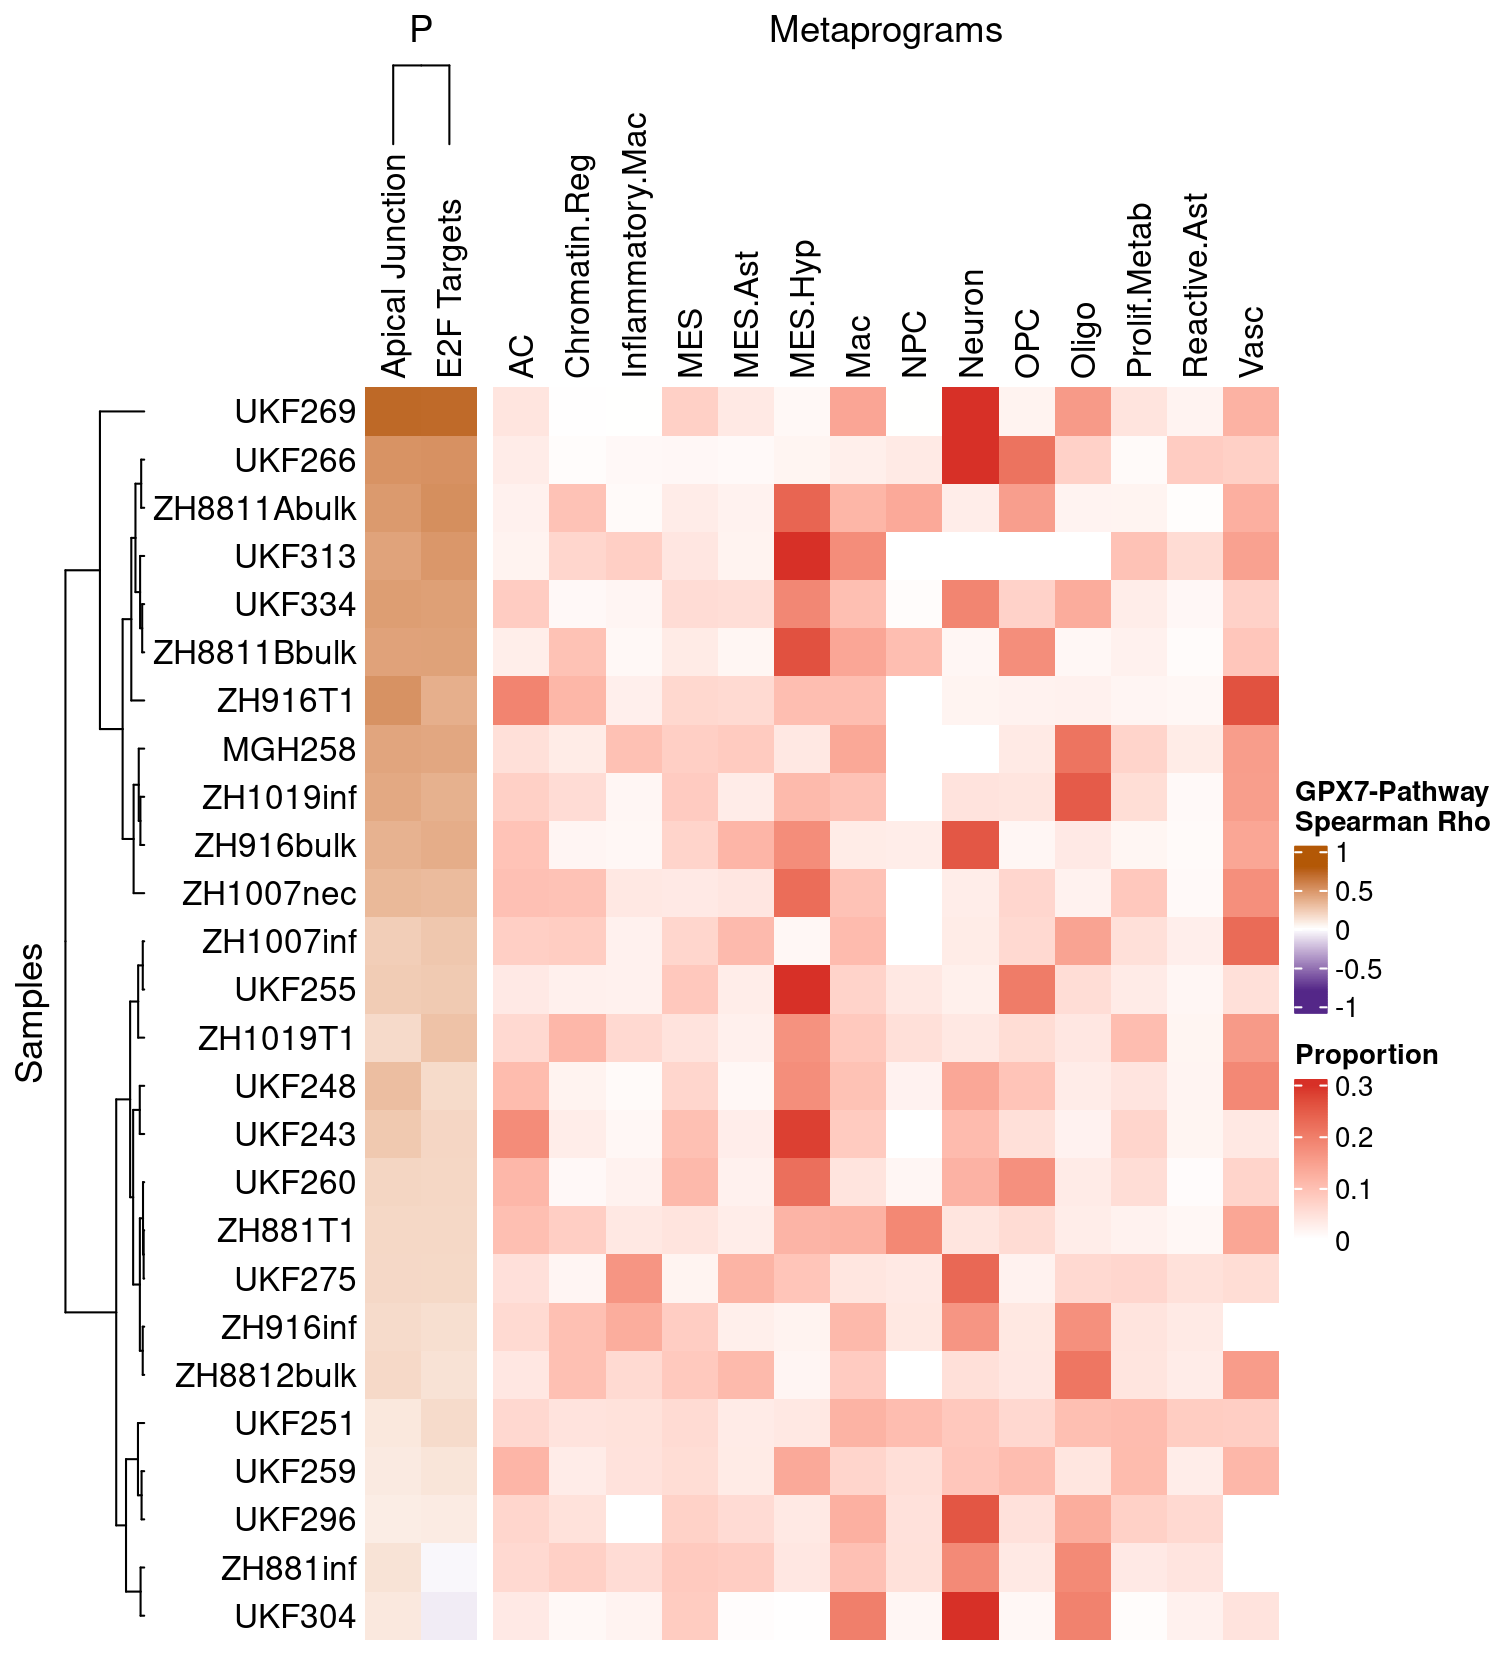 P
Metaprograms
Apical Junction
E2F Targets
AC
Chromatin.Reg
Inflammatory.Mac
MES
MES.Ast
MES.Hyp
Mac
NPC
Neuron
OPC
Oligo
Prolif.Metab
Reactive.Ast
Vasc
Samples
UKF269
UKF266
ZH8811Abulk
UKF313
UKF334
ZH8811Bbulk
ZH916T1
MGH258
ZH1019inf
ZH916bulk
ZH1007nec
ZH1007inf
UKF255
ZH1019T1
UKF248
UKF243
UKF260
ZH881T1
UKF275
ZH916inf
ZH8812bulk
UKF251
UKF259
UKF296
ZH881inf
UKF304
GPX7-Pathway
Spearman Rho
1
0.5
0
-0.5
-1
Proportion
0.3
0.2
0.1
0